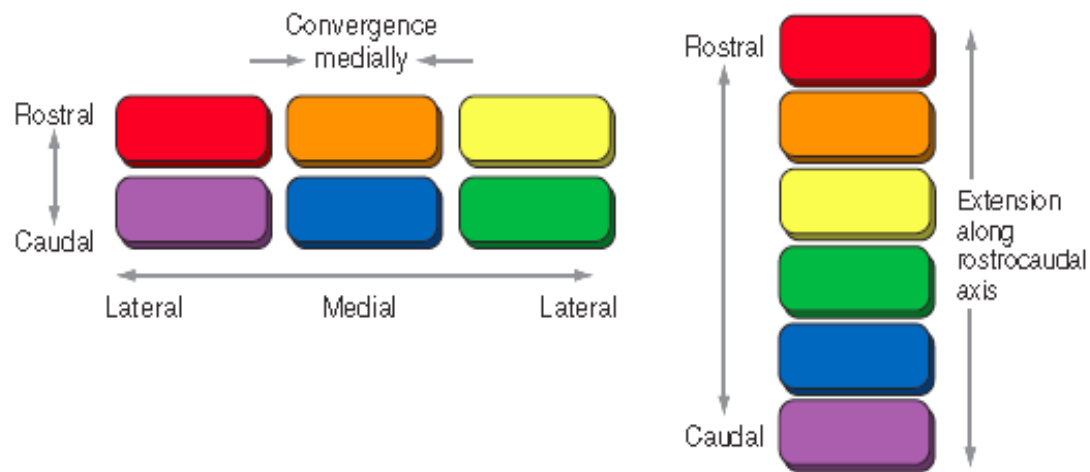 Convergence
medially
Rostral
Caudal
Lateral
Medial
Lateral
Rostral
Caudal
Extension
along
rostrocaudal
axis